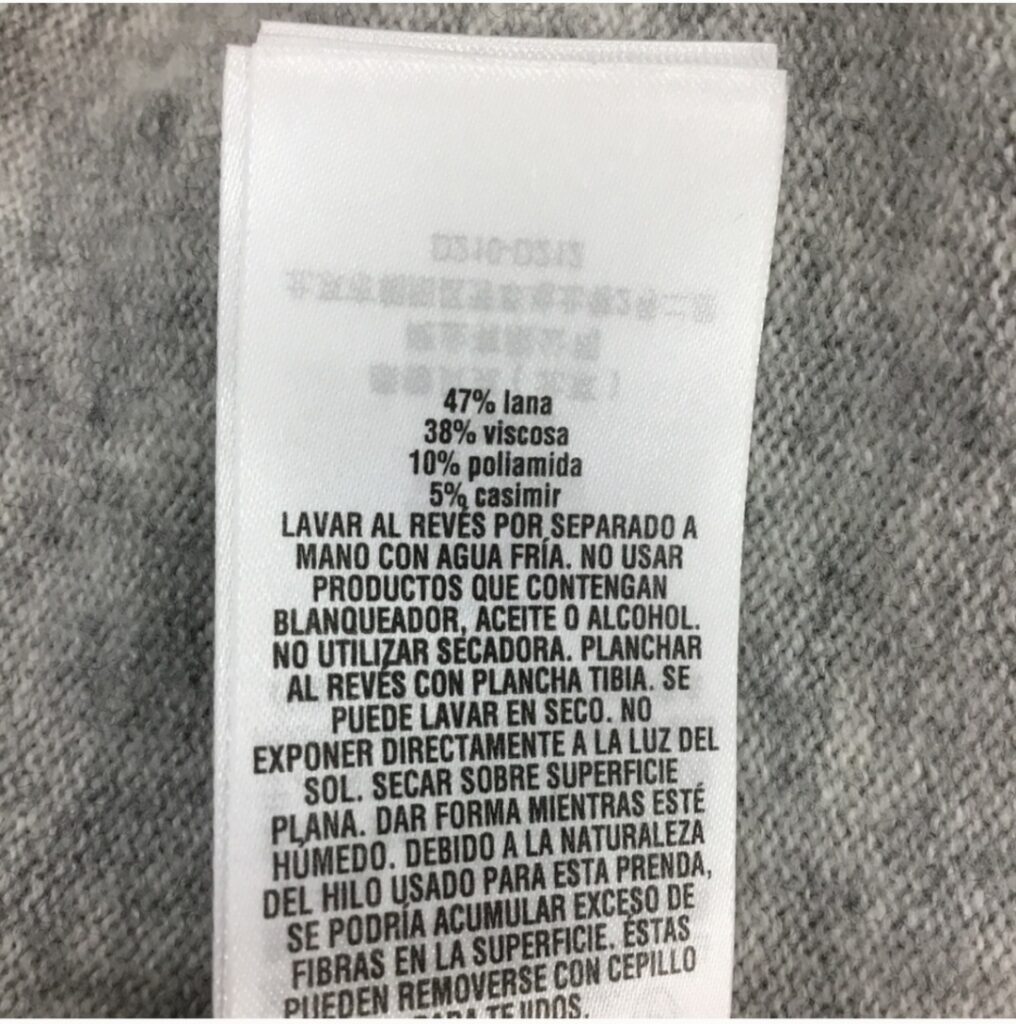 47% lana
38% viscosa
10% poliamida
5% casimir
LAVAR AL REVÉS POR SEPARADO A
MANO CON AGUA FRÍA. NO USAR
PRODUCTOS QUE CONTENGAN
BLANQUEADOR, ACEITE O ALCOHOL.
NO UTILIZAR SECADORA. PLANCHAR
AL REVÉS CON PLANCHA TIBIA. SE
PUEDE LAVAR EN SECO. NO
EXPONER DIRECTAMENTE A LA LUZ DEL
SOL. SECAR SOBRE SUPERFICIE
PLANA. DAR FORMA MIENTRAS ESTÉ
HÚMEDO. DEBIDO A LA NATURALEZA
DEL HILO USADO PARA ESTA PRENDA,
SE PODRÍA ACUMULAR EXCESO DE
FIBRAS EN LA SUPERFICIE. ÉSTAS
PUEDEN REMOVERSE CON CEPILLO
PARA TEJIDOS.